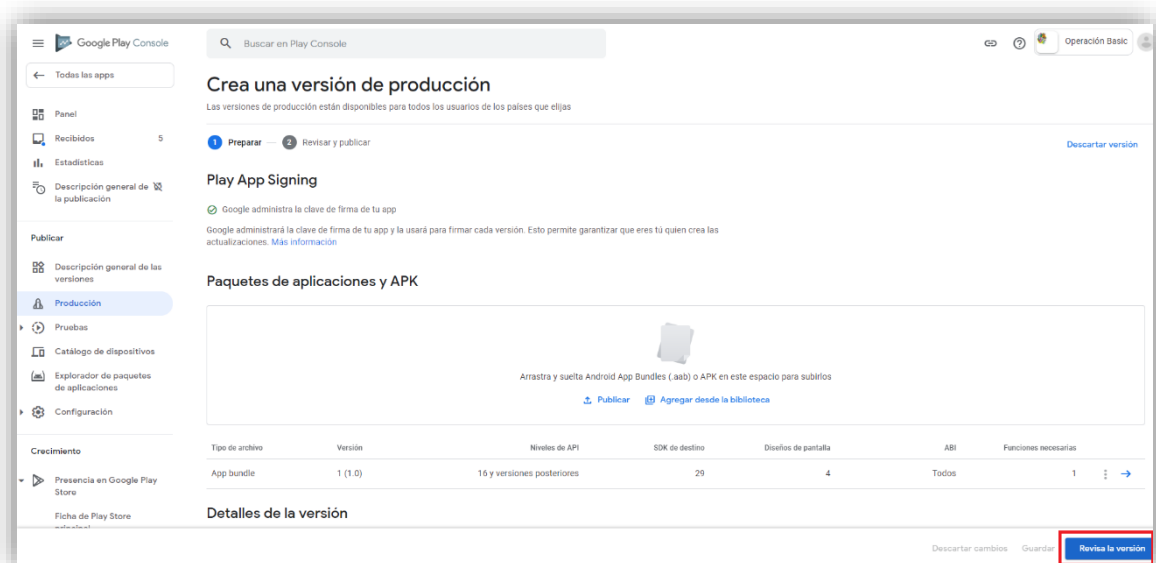 Google Play Console
Buscar en Play Console
Operación Basic
Todas las apps
Panel
Recibidos 5
Estadísticas
Descripción general de
la publicación
Publicar
Descripción general de las
versiones
Producción
Pruebas
Catálogo de dispositivos
Explorador de paquetes
de aplicaciones
Configuración
Crecimiento
Presencia en Google Play
Store
Ficha de Play Store
principal
Crea una versión de producción
Las versiones de producción están disponibles para todos los usuarios de los países que elijas
1 Preparar — 2 Revisar y publicar
Descartar versión
Play App Signing
Google administra la clave de firma de tu app
Google administrará la clave de firma de tu app y la usará para firmar cada versión. Esto permite garantizar que eres tú quien crea las
actualizaciones. Más información
Paquetes de aplicaciones y APK
Arrastra y suelta Android App Bundles (.aab) o APK en este espacio para subirlos
Publicar Agregar desde la biblioteca
Tipo de archivo Versión Niveles de API SDK de destino Diseños de pantalla ABI Funciones necesarias
App bundle 1 (1.0) 16 y versiones posteriores 29 4 Todos 1
Detalles de la versión
Descartar cambios Guardar Revisa la versión